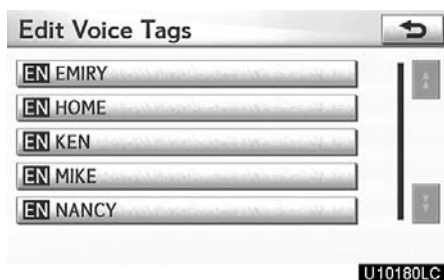 Edit Voice Tags
EN EMIRY
EN HOME
EN KEN
EN MIKE
EN NANCY
U10180LC